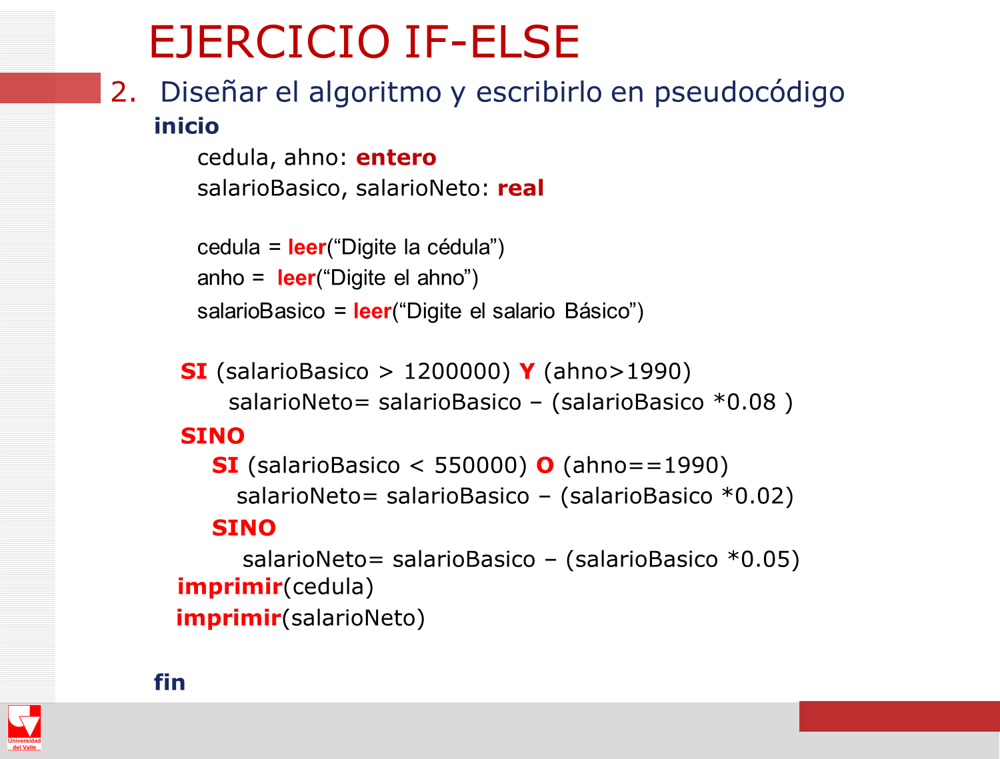 EJERCICIO IF-ELSE
2. Diseñar el algoritmo y escribirlo en pseudocódigo
inicio
cedula, ahno: entero
salarioBasico, salarioNeto: real
cedula = leer(“Digite la cédula”)
anho = leer(“Digite el ahno”)
salarioBasico = leer(“Digite el salario Básico”)
SI (salarioBasico > 1200000) Y (ahno>1990)
salarioNeto= salarioBasico – (salarioBasico *0.08 )
SINO
SI (salarioBasico < 550000) O (ahno==1990)
salarioNeto= salarioBasico – (salarioBasico *0.02)
SINO
salarioNeto= salarioBasico – (salarioBasico *0.05)
imprimir(cedula)
imprimir(salarioNeto)
fin
Universidad
del Valle